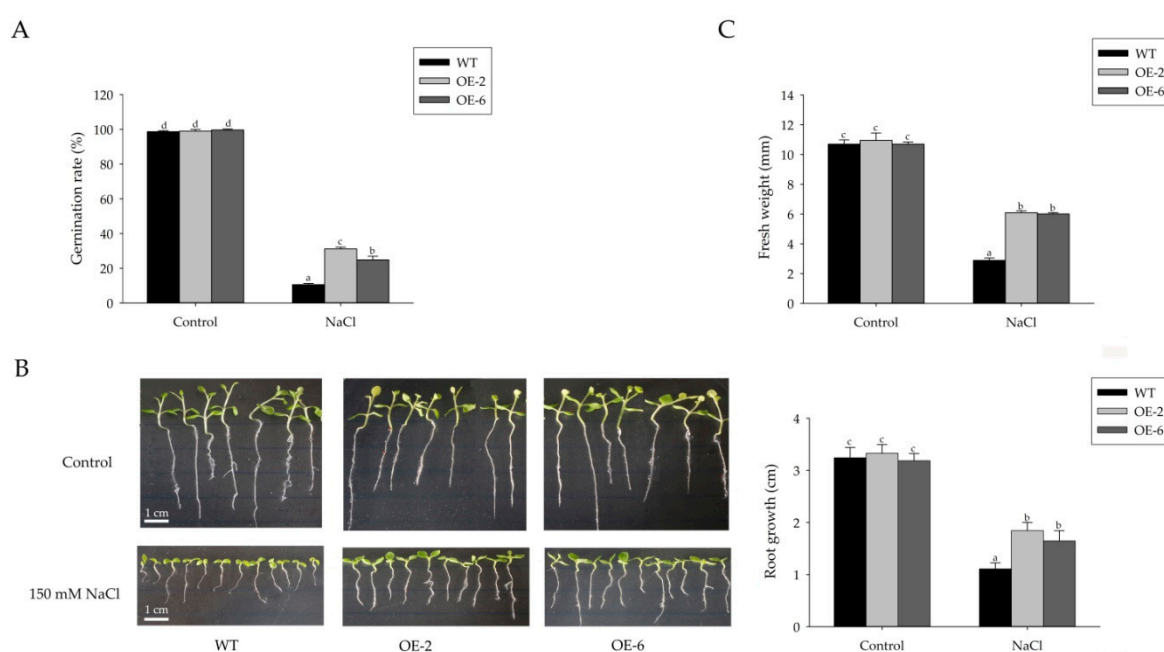 A
WT
OE-2
OE-6
Germination rate (%)
120
100
80
60
40
20
0
d d d
a c b
Control NaCl
C
WT
OE-2
OE-6
Fresh weight (mm)
14
12
10
8
6
4
2
0
c c c
a b b
Control NaCl
B
Control
1 cm
150 mM NaCl
1 cm
WT OE-2 OE-6
WT
OE-2
OE-6
Root growth (cm)
4
3
2
1
0
c c c
a b b
Control NaCl